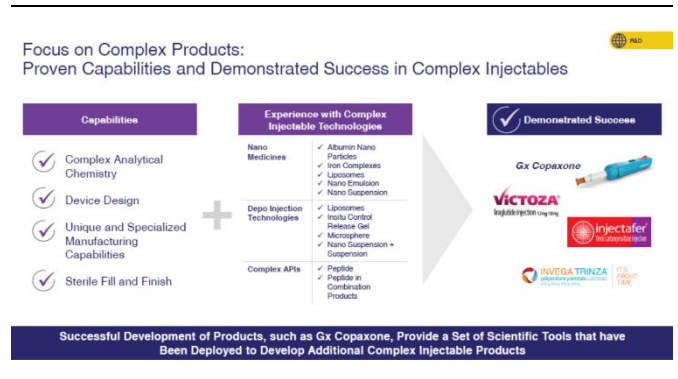 R&D
Focus on Complex Products:
Proven Capabilities and Demonstrated Success in Complex Injectables
Capabilities
Complex Analytical
Chemistry
Device Design
Unique and Specialized
Manufacturing
Capabilities
Sterile Fill and Finish
Experience with Complex
Injectable Technologies
Nano
Medicines
Albumin Nano
Particles
Iron Complexes
Liposomes
Nano Emulsion
Nano Suspension
Depo Injection
Technologies
Liposomes
Insitu Control
Release Gel
Microsphere
Nano Suspension +
Suspension
Complex APIs
Peptide
Peptide in
Combination
Products
Demonstrated Success
Gx Copaxone
VICTOZA®
liraglutide injection
injectafer®
ferric carboxymaltose injection
INVEGA TRINZA®
paliperidone palmitate
IT'S
ABOUT
TIME
Successful Development of Products, such as Gx Copaxone, Provide a Set of Scientific Tools that have
Been Deployed to Develop Additional Complex Injectable Products